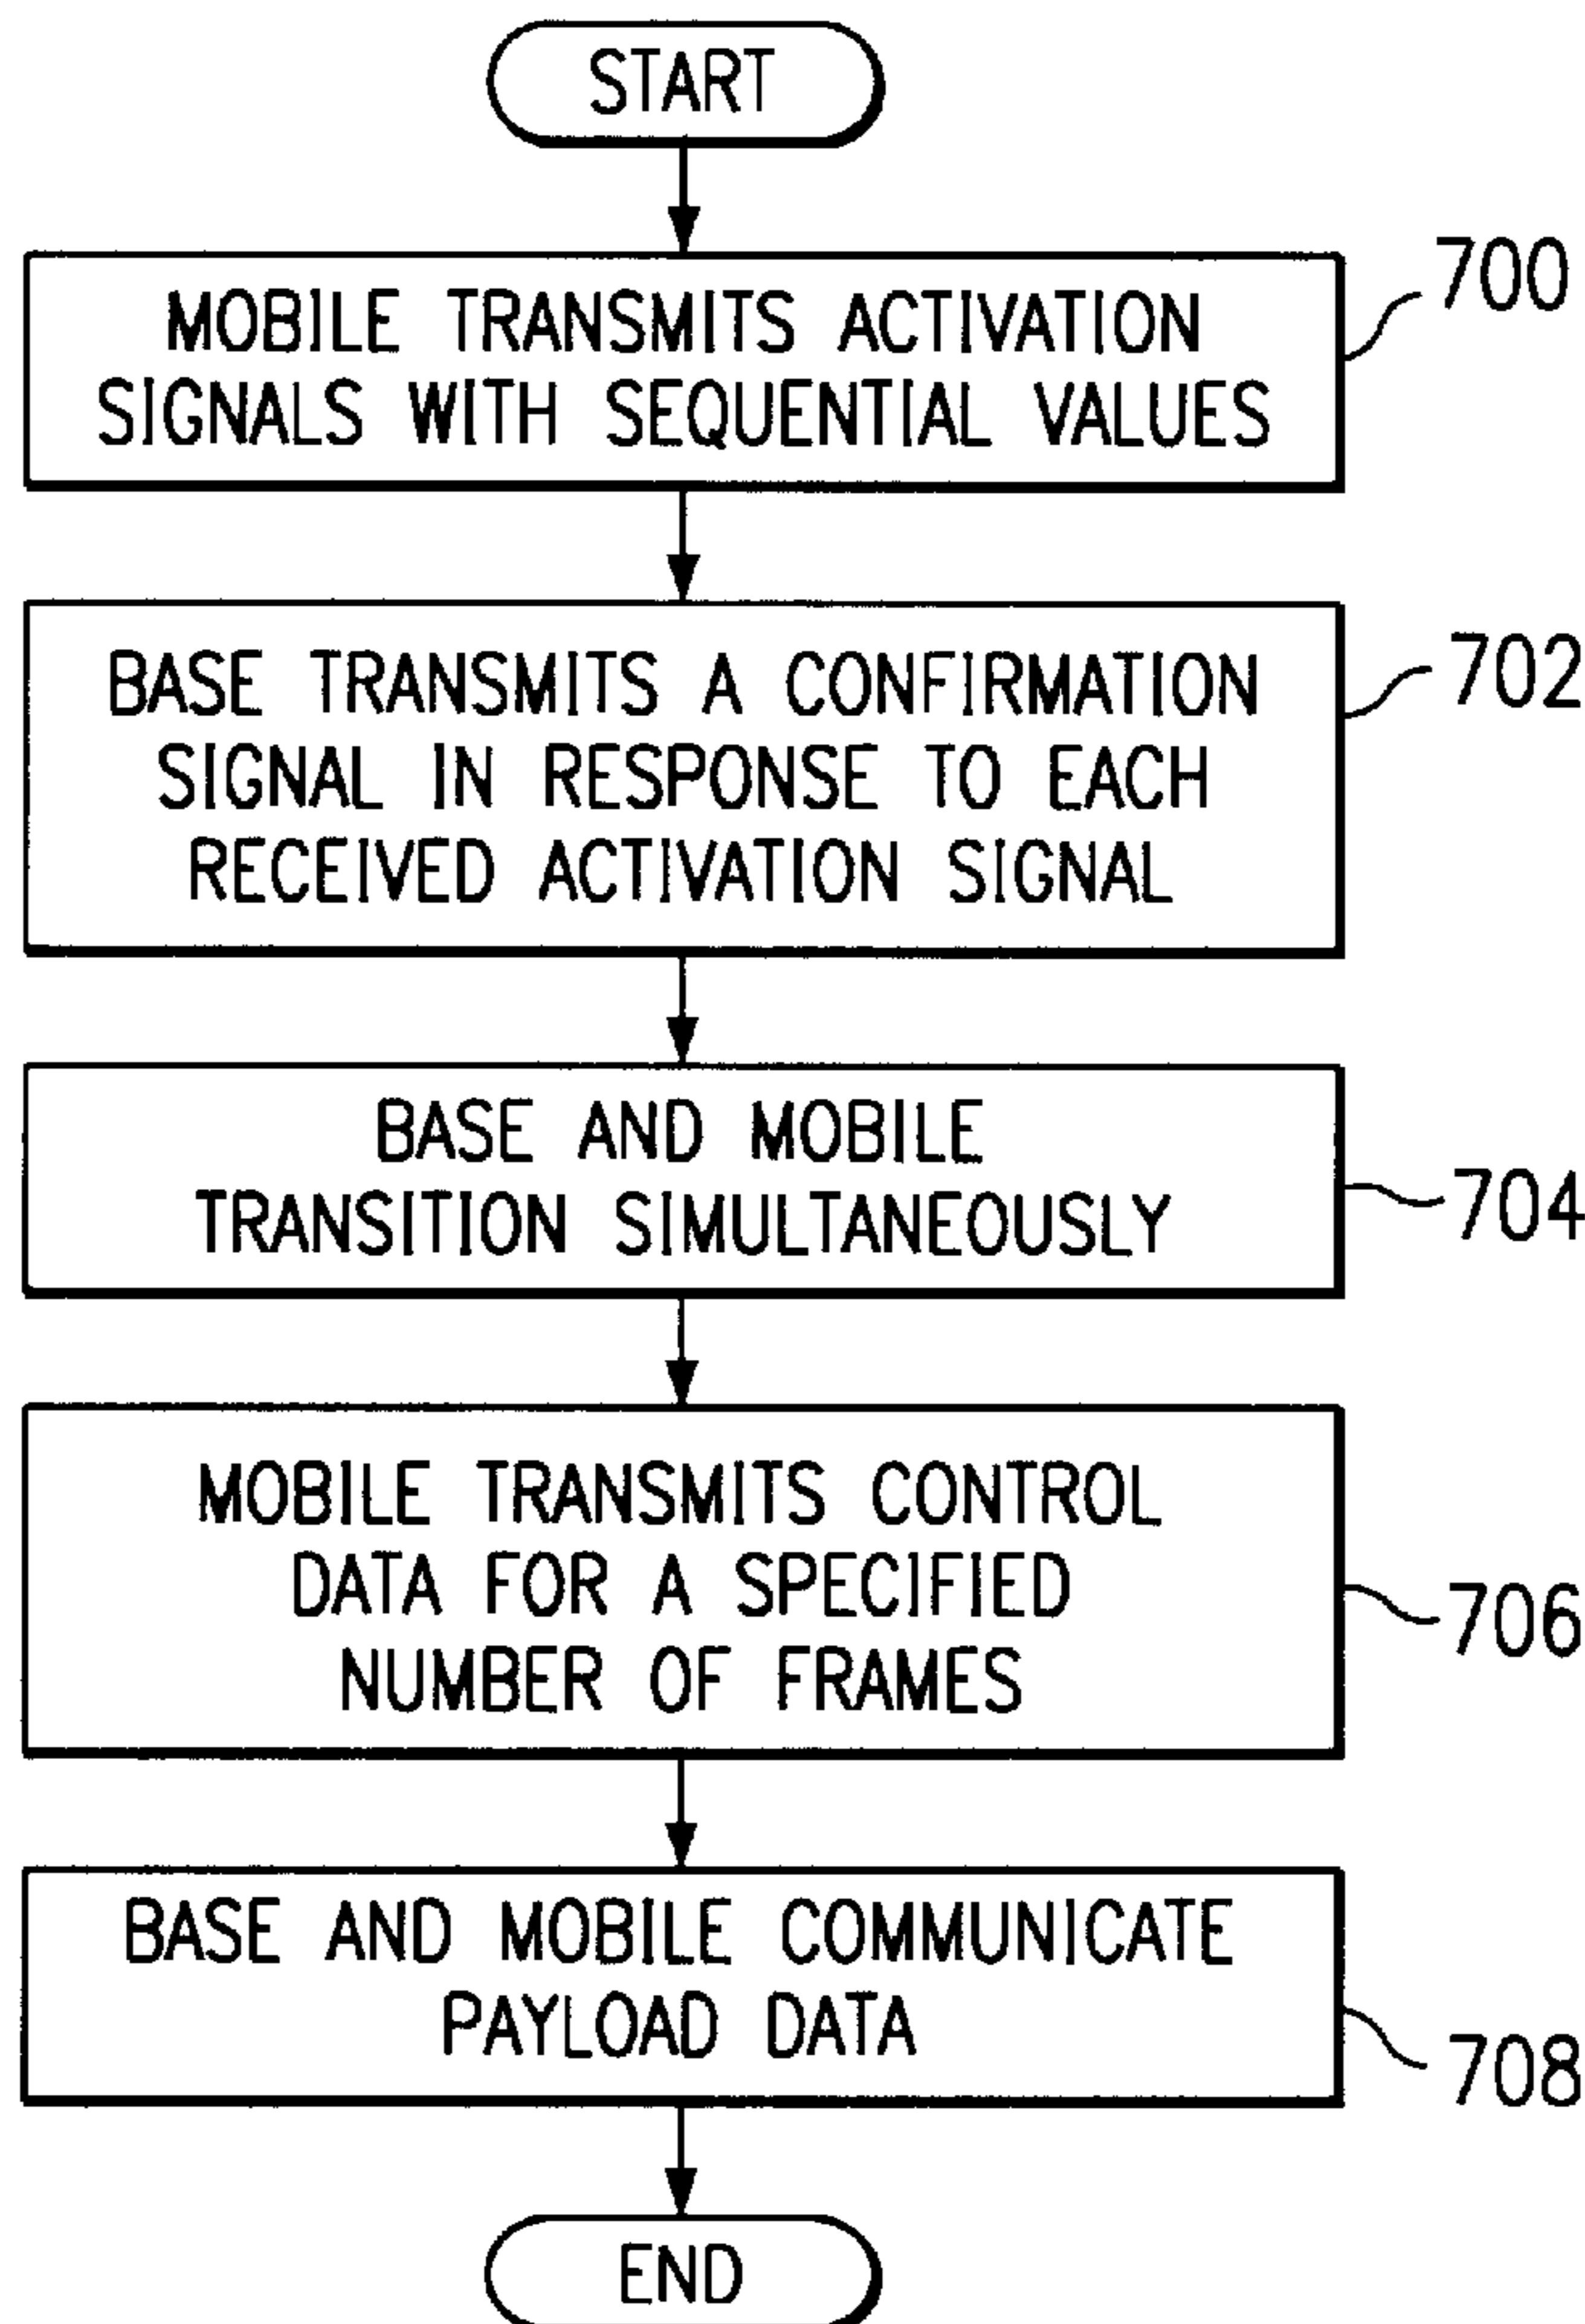 START
MOBILE TRANSMITS ACTIVATION
SIGNALS WITH SEQUENTIAL VALUES
700
BASE TRANSMITS A CONFIRMATION
SIGNAL IN RESPONSE TO EACH
RECEIVED ACTIVATION SIGNAL
702
BASE AND MOBILE
TRANSITION SIMULTANEOUSLY
704
MOBILE TRANSMITS CONTROL
DATA FOR A SPECIFIED
NUMBER OF FRAMES
706
BASE AND MOBILE COMMUNICATE
PAYLOAD DATA
708
END